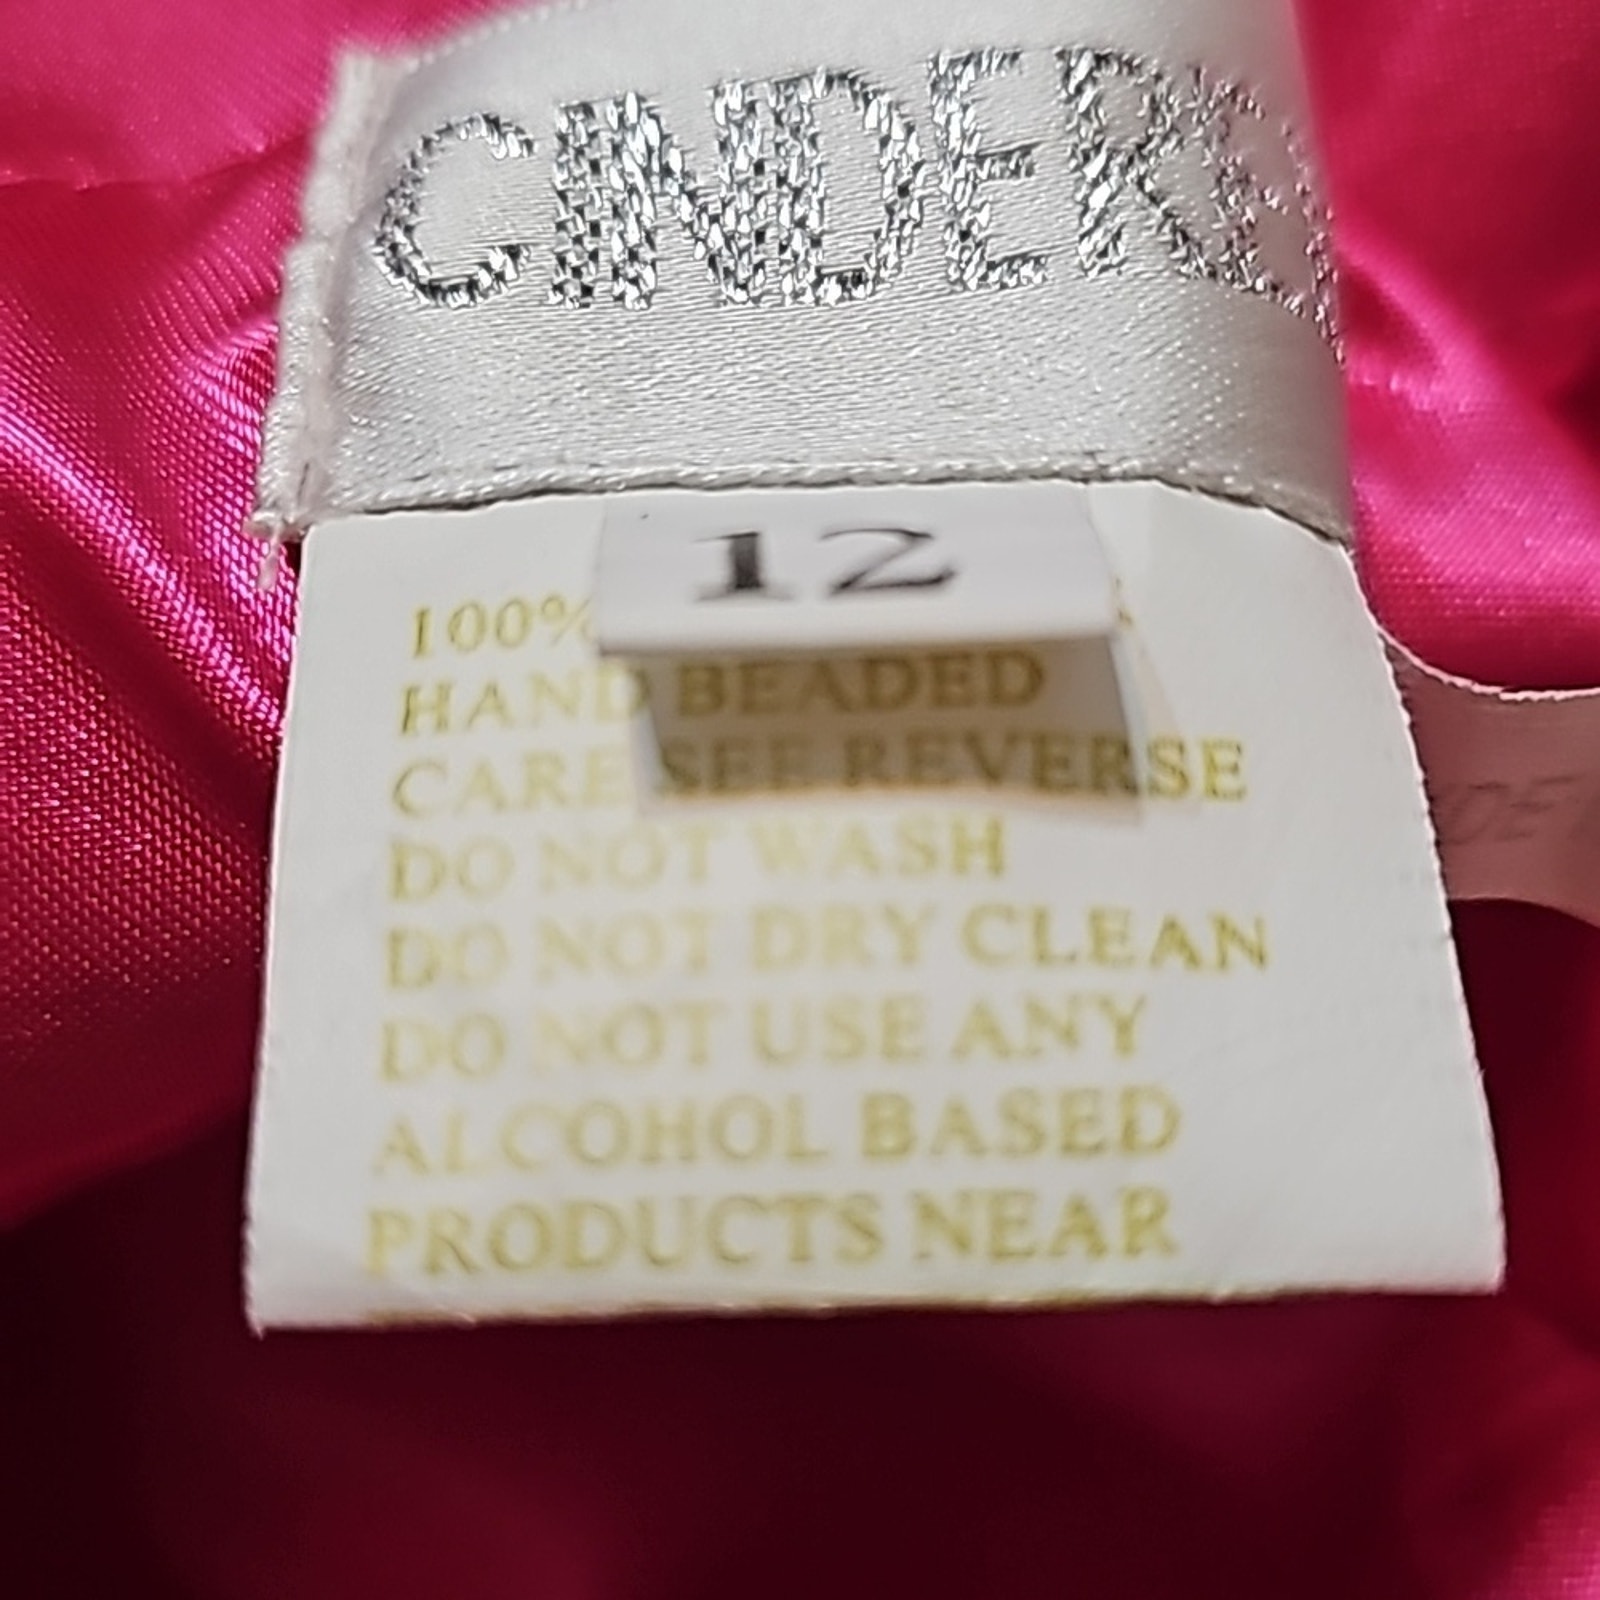 CINDER
12
100%
HAND BEADED
CARE SEE REVERSE
DO NOT WASH
DO NOT DRY CLEAN
DO NOT USE ANY
ALCOHOL BASED
PRODUCTS NEAR